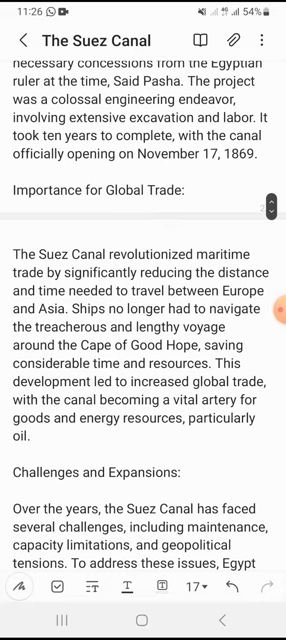 11:26 54%
The Suez Canal
necessary concessions from the Egyptian
ruler at the time, Said Pasha. The project
was a colossal engineering endeavor,
involving extensive excavation and labor. It
took ten years to complete, with the canal
officially opening on November 17, 1869.
Importance for Global Trade:
2
The Suez Canal revolutionized maritime
trade by significantly reducing the distance
and time needed to travel between Europe
and Asia. Ships no longer had to navigate
the treacherous and lengthy voyage
around the Cape of Good Hope, saving
considerable time and resources. This
development led to increased global trade,
with the canal becoming a vital artery for
goods and energy resources, particularly
oil.
Challenges and Expansions:
Over the years, the Suez Canal has faced
several challenges, including maintenance,
capacity limitations, and geopolitical
tensions. To address these issues, Egypt
17